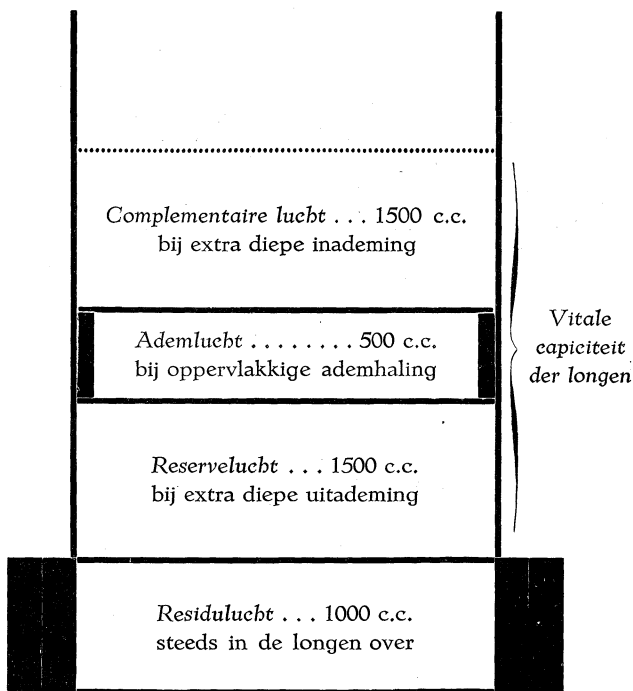 Complementaire lucht . . . 1500 c.c.
bij extra diepe inademing
Ademlucht . . . . . . . . 500 c.c.
bij oppervlakkige ademhaling
Reservelucht . . . 1500 c.c.
bij extra diepe uitademing
Residulucht . . . 1000 c.c.
steeds in de longen over
Vitale
capiciteit
der longen